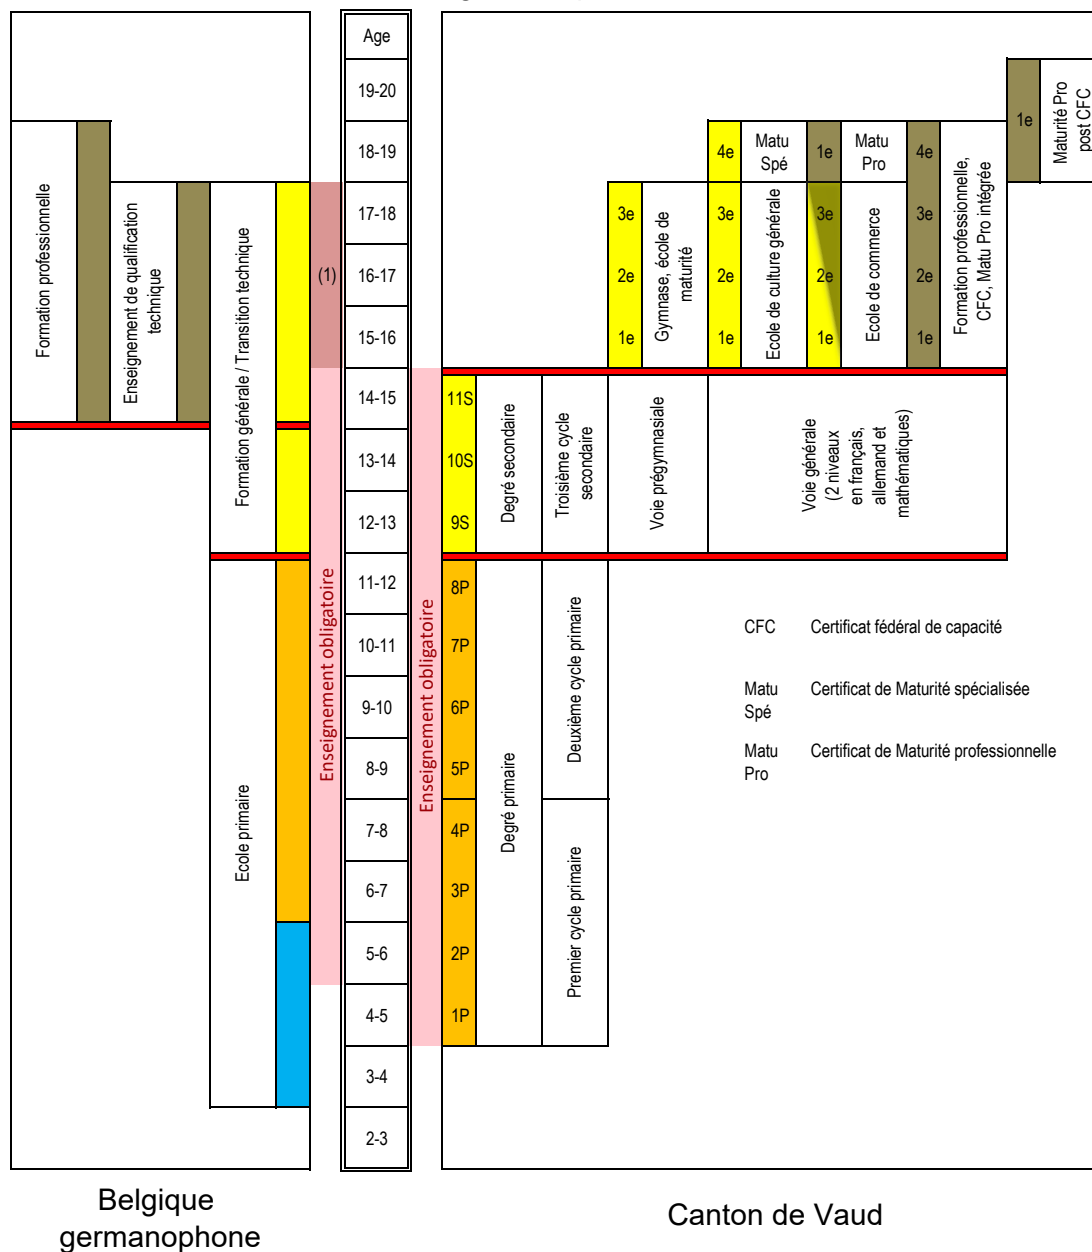 Age
19-20
18-19
17-18
16-17
15-16
14-15
13-14
12-13
11-12
10-11
9-10
8-9
7-8
6-7
5-6
4-5
3-4
2-3
Formation professionnelle
Enseignement de qualification
technique
Formation générale / Transition technique
Ecole primaire
(1)
Enseignement obligatoire
Enseignement obligatoire
11S
10S
9S
8P
7P
6P
5P
4P
3P
2P
1P
Degré secondaire
Degré primaire
Troisième cycle
secondaire
Deuxième cycle primaire
Premier cycle primaire
Voie prégymnasiale
Voie générale
(2 niveaux
en français,
allemand et
mathématiques)
3e
2e
1e
Gymnase, école de
maturité
4e
3e
2e
1e
Matu
Spé
Ecole de culture générale
1e
3e
2e
1e
Matu
Pro
Ecole de commerce
4e
3e
2e
1e
Formation professionnelle,
CFC, Matu Pro intégrée
1e
Maturité Pro
post CFC
CFC Certificat fédéral de capacité
Matu Certificat de Maturité spécialisée
Spé
Matu Certificat de Maturité professionnelle
Pro
Belgique
germanophone
Canton de Vaud